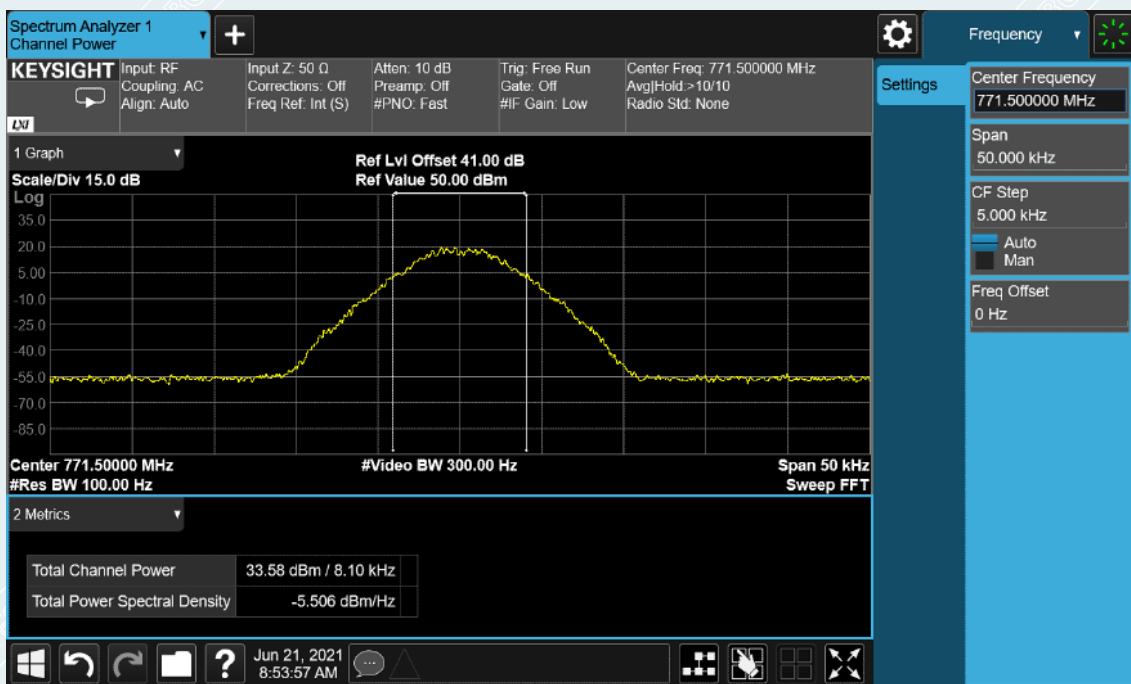 Spectrum Analyzer 1
Channel Power
Frequency
KEYSIGHT
LXI
Input: RF
Coupling: AC
Align: Auto
Input Z: 50 Ω
Corrections: Off
Freq Ref: Int (S)
Atten: 10 dB
Preamp: Off
#PNO: Fast
Trig: Free Run
Gate: Off
#IF Gain: Low
Center Freq: 771.500000 MHz
Avg|Hold:>10/10
Radio Std: None
Settings
Center Frequency
771.500000 MHz
Span
50.000 kHz
CF Step
5.000 kHz
Auto
Man
Freq Offset
0 Hz
1 Graph
Scale/Div 15.0 dB
Ref Lvl Offset 41.00 dB
Ref Value 50.00 dBm
Log
35.0
20.0
5.00
-10.0
-25.0
-40.0
-55.0
-70.0
-85.0
Center 771.50000 MHz
#Video BW 300.00 Hz
Span 50 kHz
#Res BW 100.00 Hz
Sweep FFT
2 Metrics
Total Channel Power 33.58 dBm / 8.10 kHz
Total Power Spectral Density -5.506 dBm/Hz
?
Jun 21, 2021
8:53:57 AM